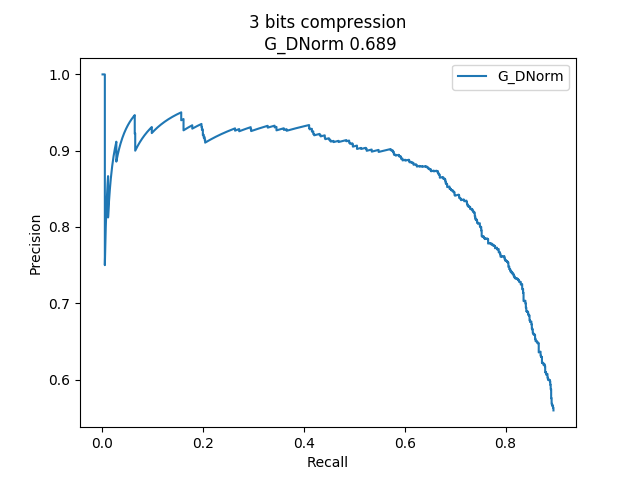 3 bits compression
G_DNorm 0.689
G_DNorm
1.0
0.9
0.8
0.7
0.6
Precision
0.0 0.2 0.4 0.6 0.8
Recall